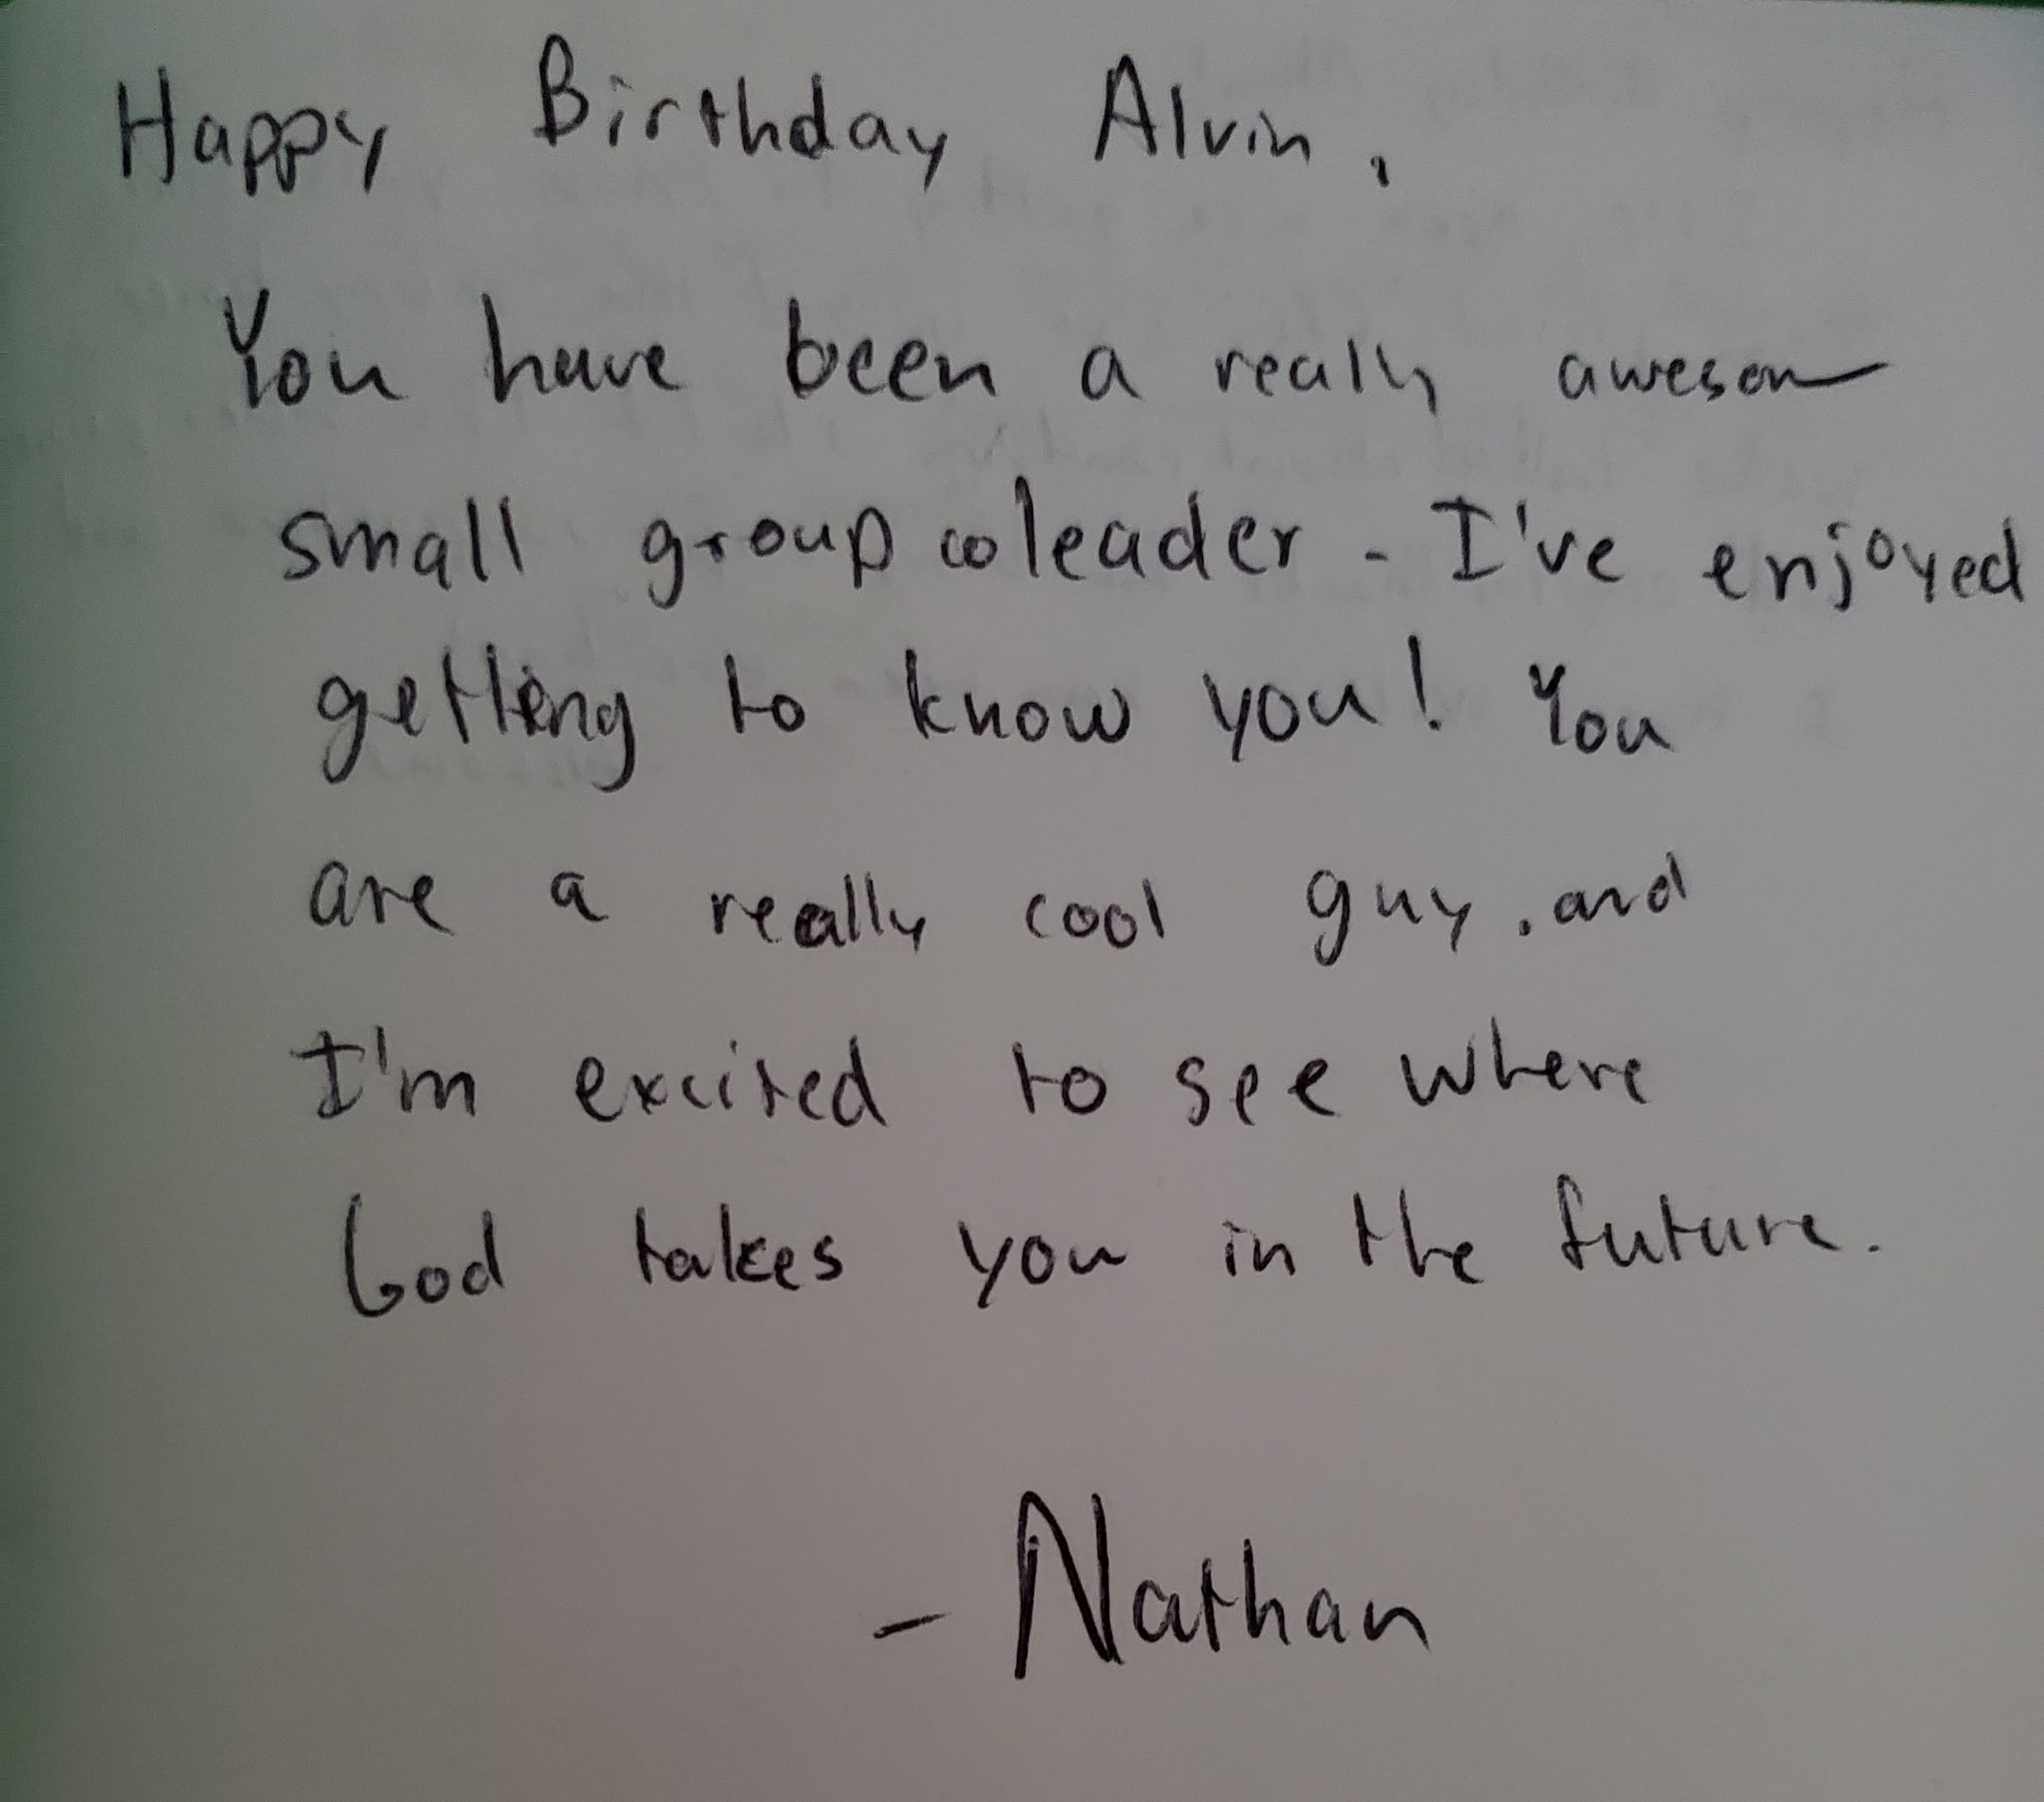 Happy Birthday Alvin,
You have been a really awesom
small group coleader - I've enjoyed
getting to know you! You
are a really cool guy, and
I'm excited to see where
God takes you in the future.
- Nathan